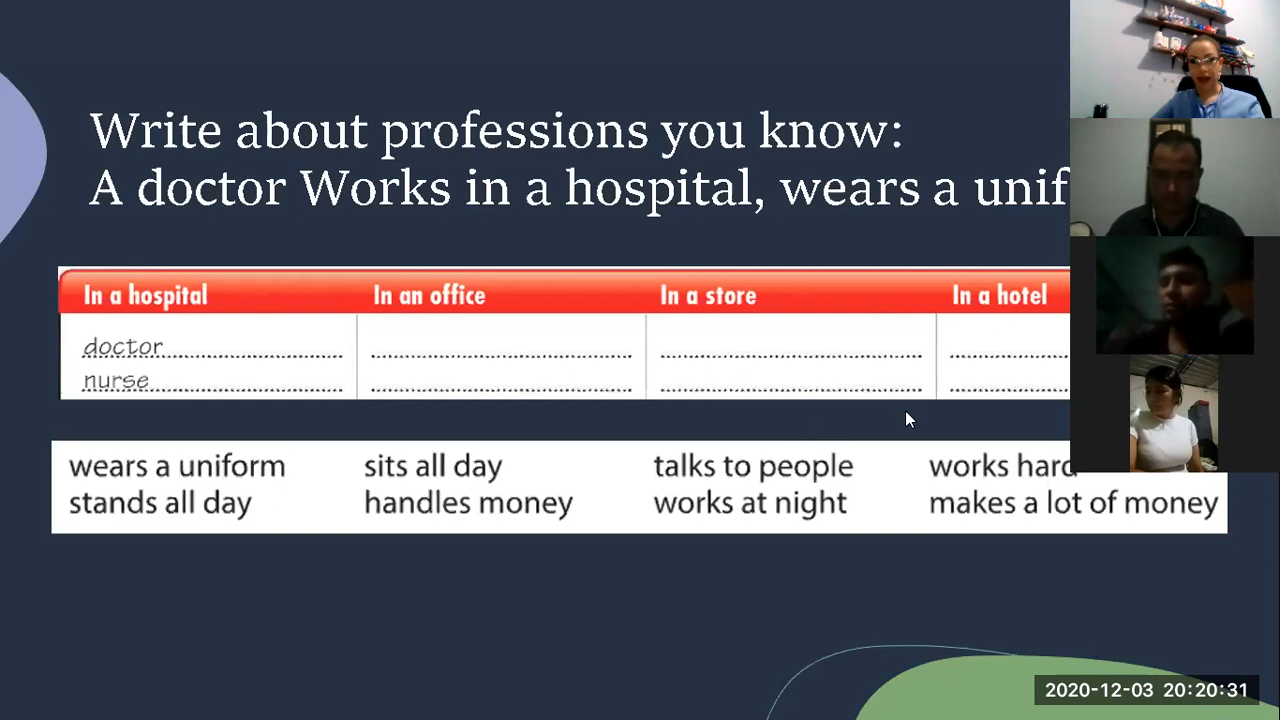 Write about professions you know:
A doctor Works in a hospital, wears a unif
In a hospital In an office In a store In a hotel
doctor
nurse
wears a uniform sits all day talks to people works hard
stands all day handles money works at night makes a lot of money
2020-12-03 20:20:31